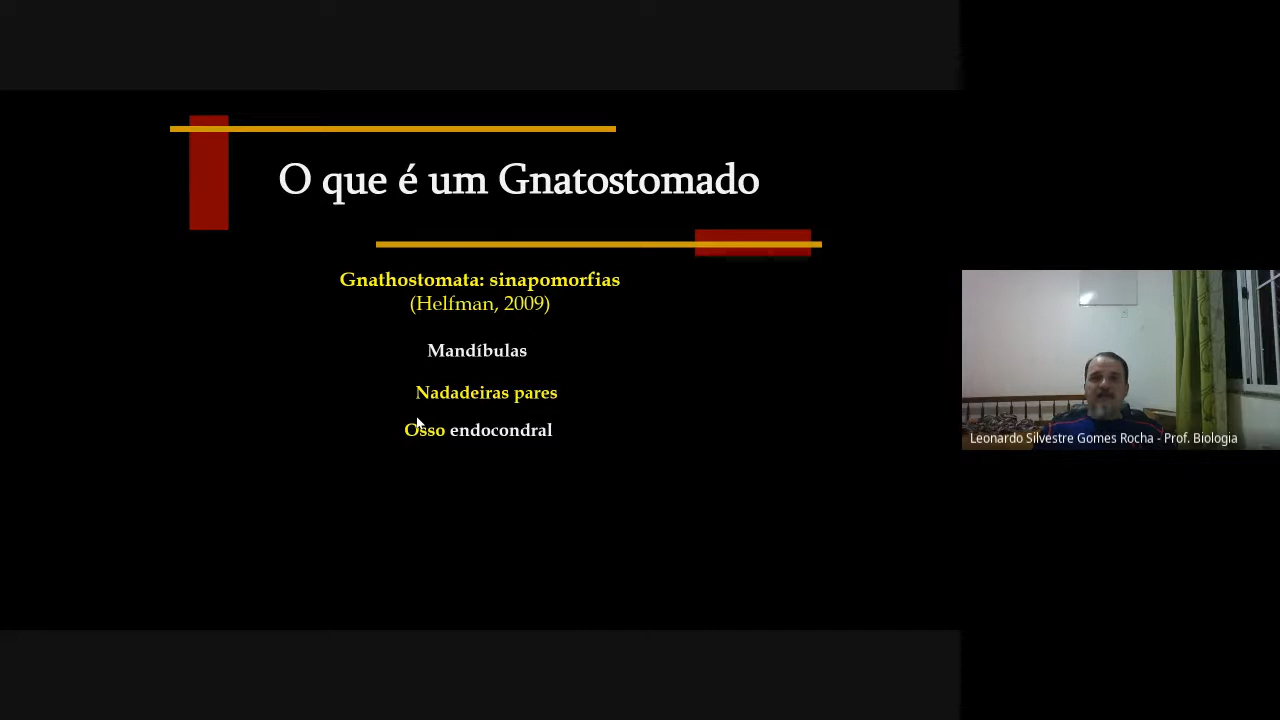 O que é um Gnatostomado
Gnathostomata: sinapomorfias
(Helfman, 2009)
Mandíbulas
Nadadeiras pares
Osso endocondral
Leonardo Silvestre Gomes Rocha - Prof. Biologia